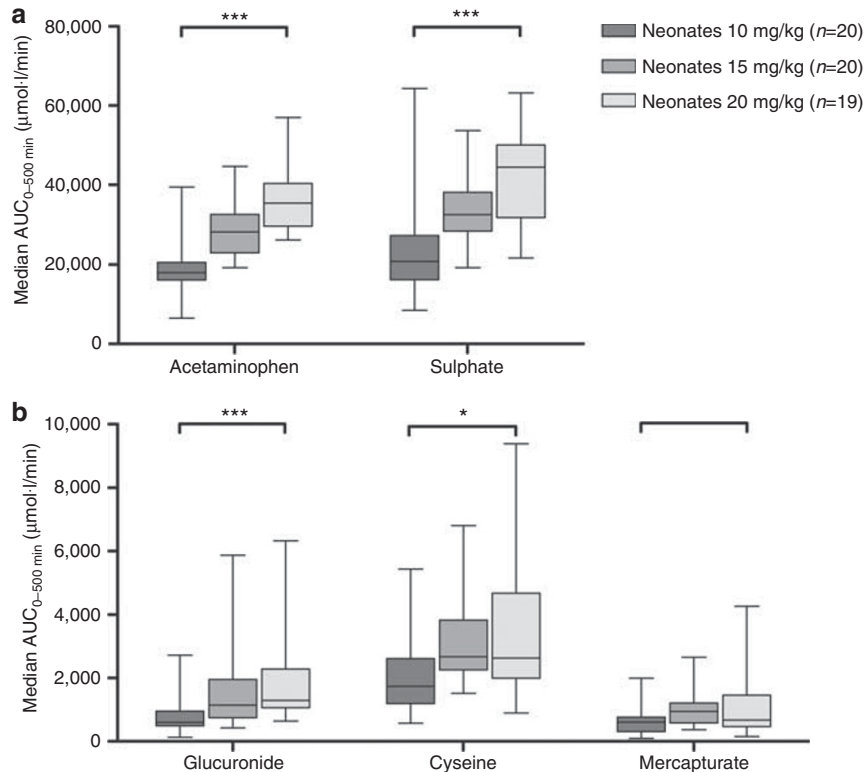 a
Median AUC0–500 min (µmol·l/min)
80,000
60,000
40,000
20,000
0
***
***
Acetaminophen
Sulphate
Neonates 10 mg/kg (n=20)
Neonates 15 mg/kg (n=20)
Neonates 20 mg/kg (n=19)
b
Median AUC0–500 min (µmol·l/min)
10,000
8,000
6,000
4,000
2,000
0
***
*
Glucuronide
Cyseine
Mercapturate